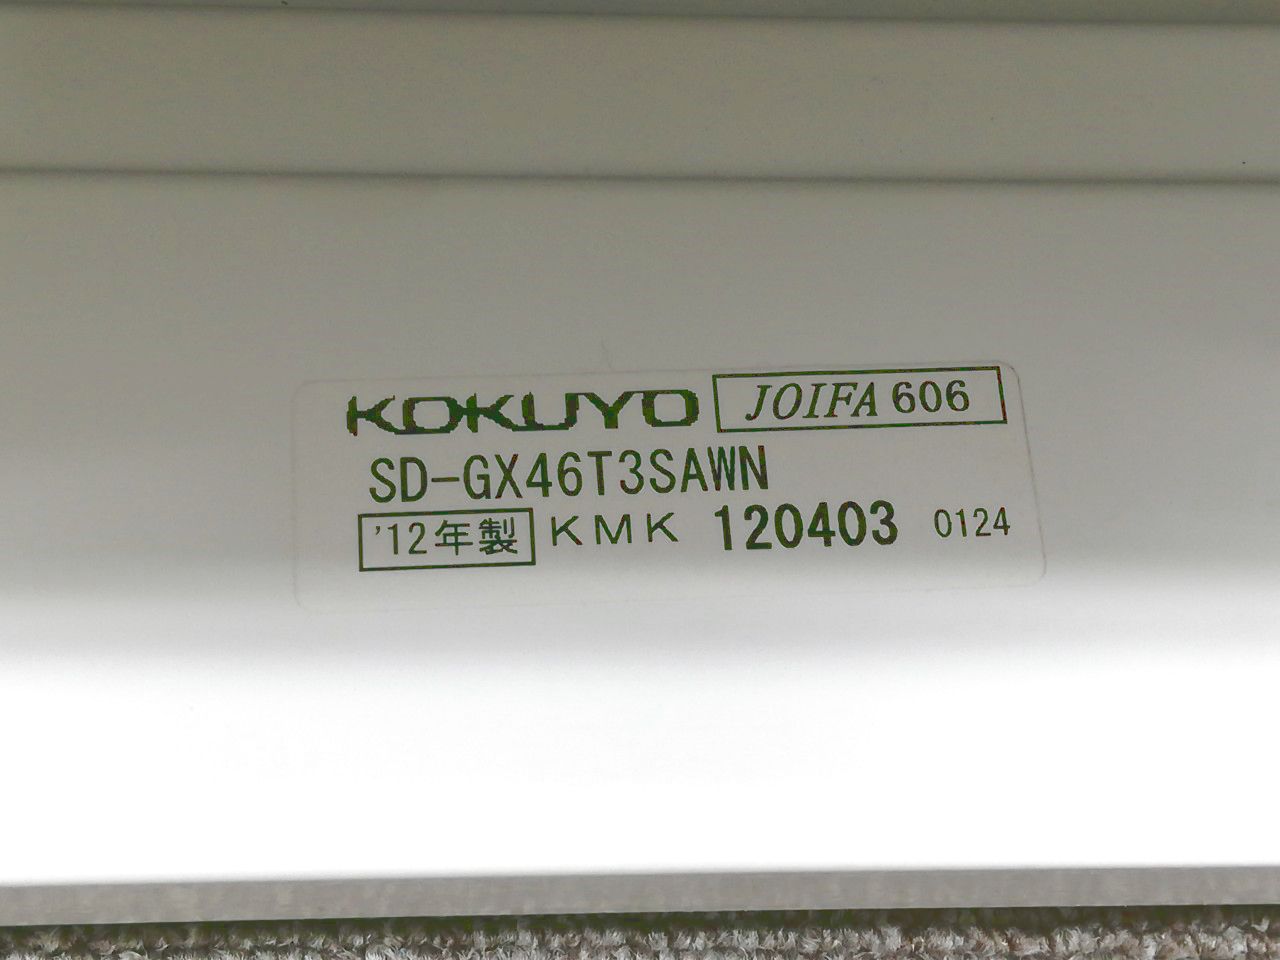 KOKUYO JOIFA 606
SD-GX46T3SAWN
'12年製 KMK 120403 0124